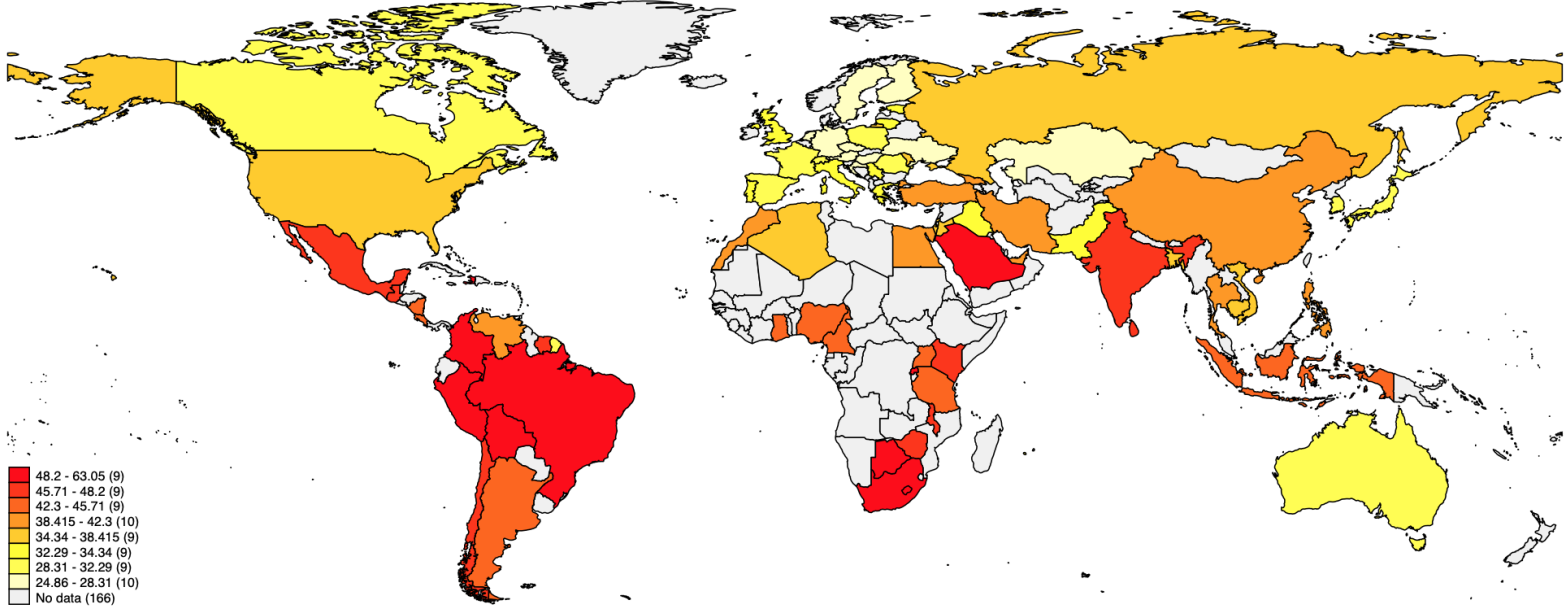 48.2 - 63.05 (9)
45.71 - 48.2 (9)
42.3 - 45.71 (9)
38.415 - 42.3 (10)
34.34 - 38.415 (9)
32.29 - 34.34 (9)
28.31 - 32.29 (9)
24.86 - 28.31 (10)
No data (166)